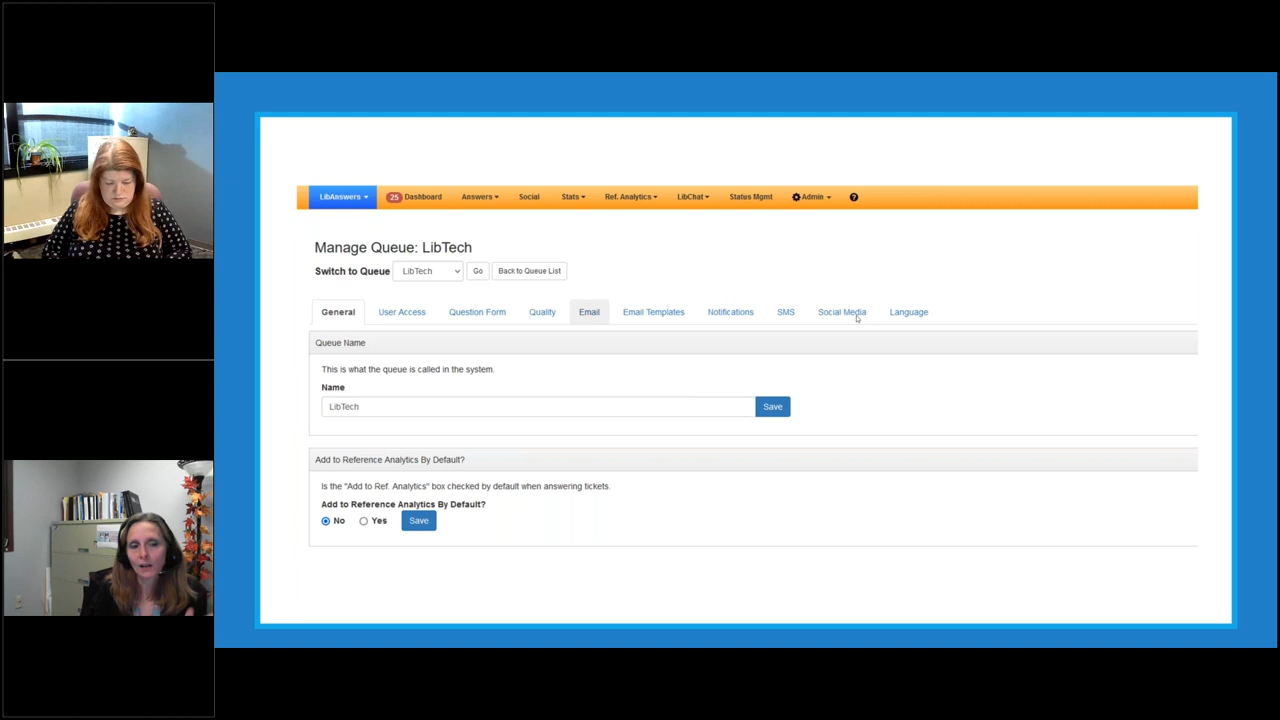 LibAnswers 25 Dashboard Answers Social Stats Ref. Analytics LibChat Status Mgmt Admin ?
Manage Queue: LibTech
Switch to Queue LibTech Go Back to Queue List
General User Access Question Form Quality Email Email Templates Notifications SMS Social Media Language
Queue Name
This is what the queue is called in the system.
Name
LibTech Save
Add to Reference Analytics By Default?
Is the "Add to Ref. Analytics" box checked by default when answering tickets.
Add to Reference Analytics By Default?
No Yes Save